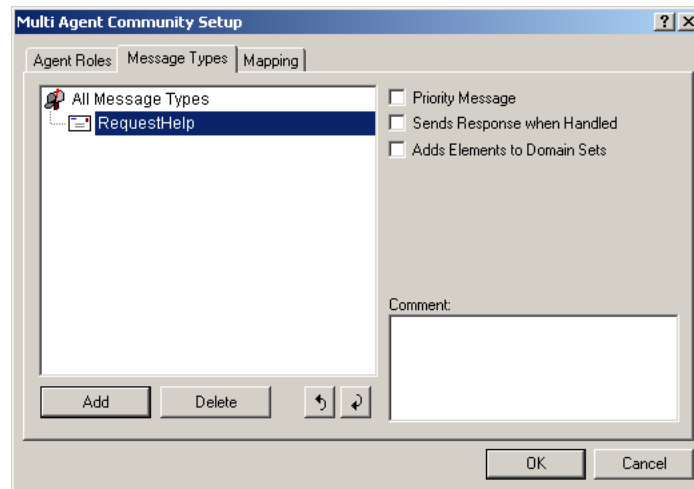 Multi Agent Community Setup
Agent Roles Message Types Mapping
All Message Types
RequestHelp
Priority Message
Sends Response when Handled
Adds Elements to Domain Sets
Comment:
Add Delete
OK Cancel